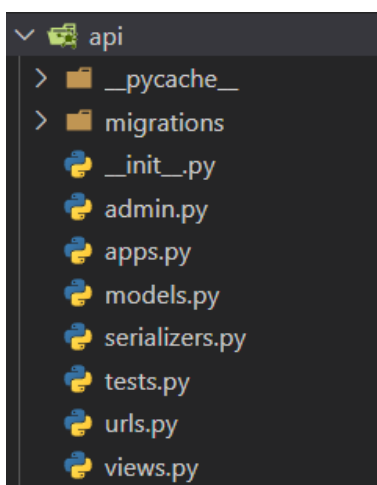 api
__pycache__
migrations
__init__.py
admin.py
apps.py
models.py
serializers.py
tests.py
urls.py
views.py